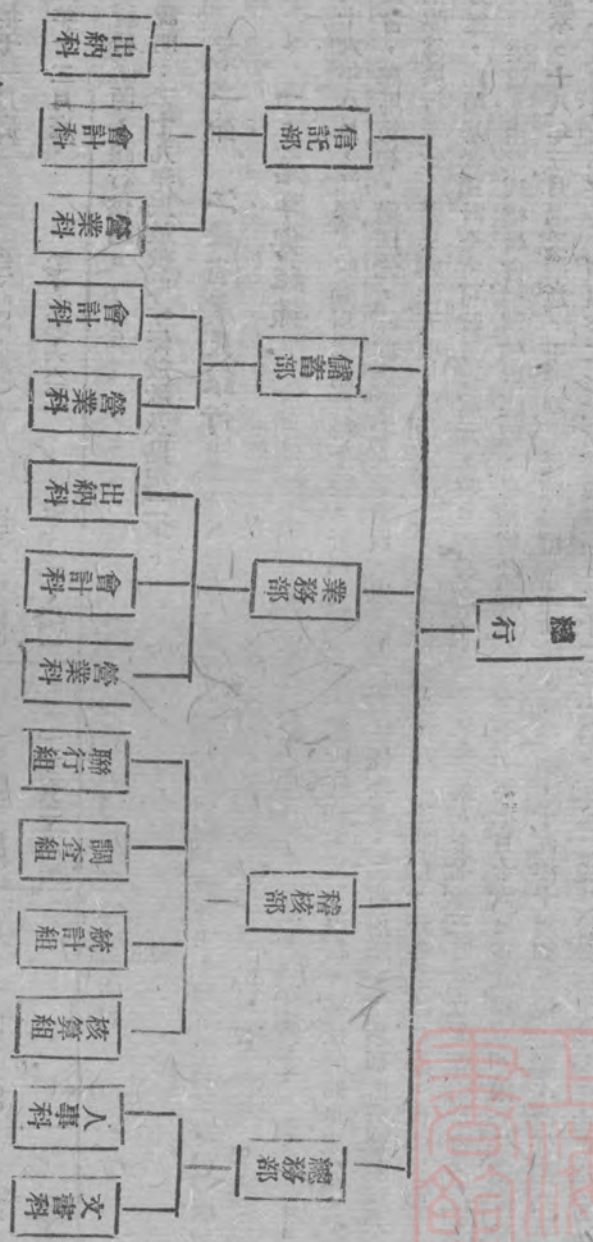 總行
總務部
稽核部
業務部
儲蓄部
信託部
文書科
人事科
核算組
統計組
調查組
聯行組
營業科
會計科
出納科
營業科
會計科
營業科
會計科
出納科